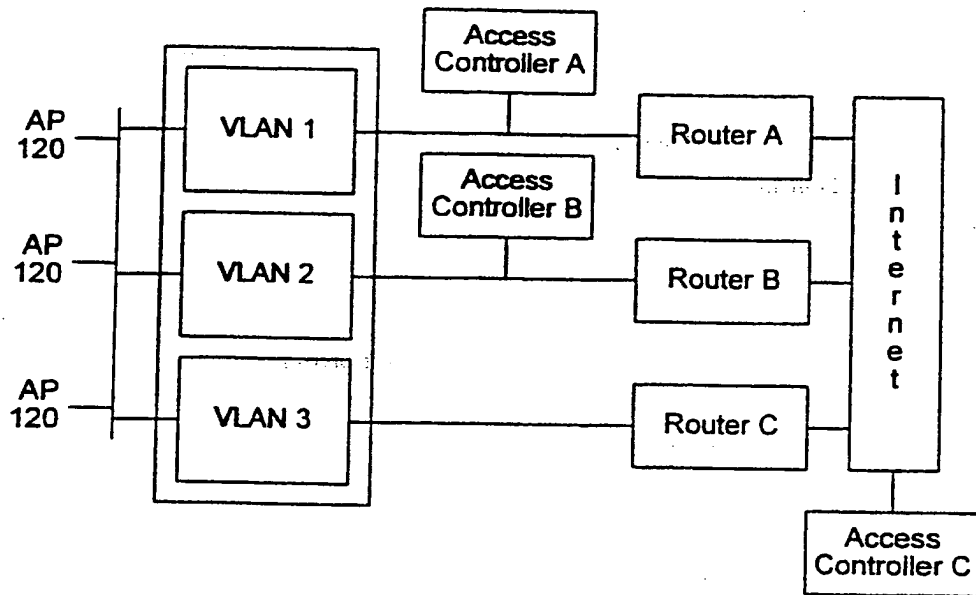 Access
Controller A
AP
120
VLAN 1
Router A
Access
Controller B
AP
120
VLAN 2
Router B
Internet
AP
120
VLAN 3
Router C
Access
Controller C